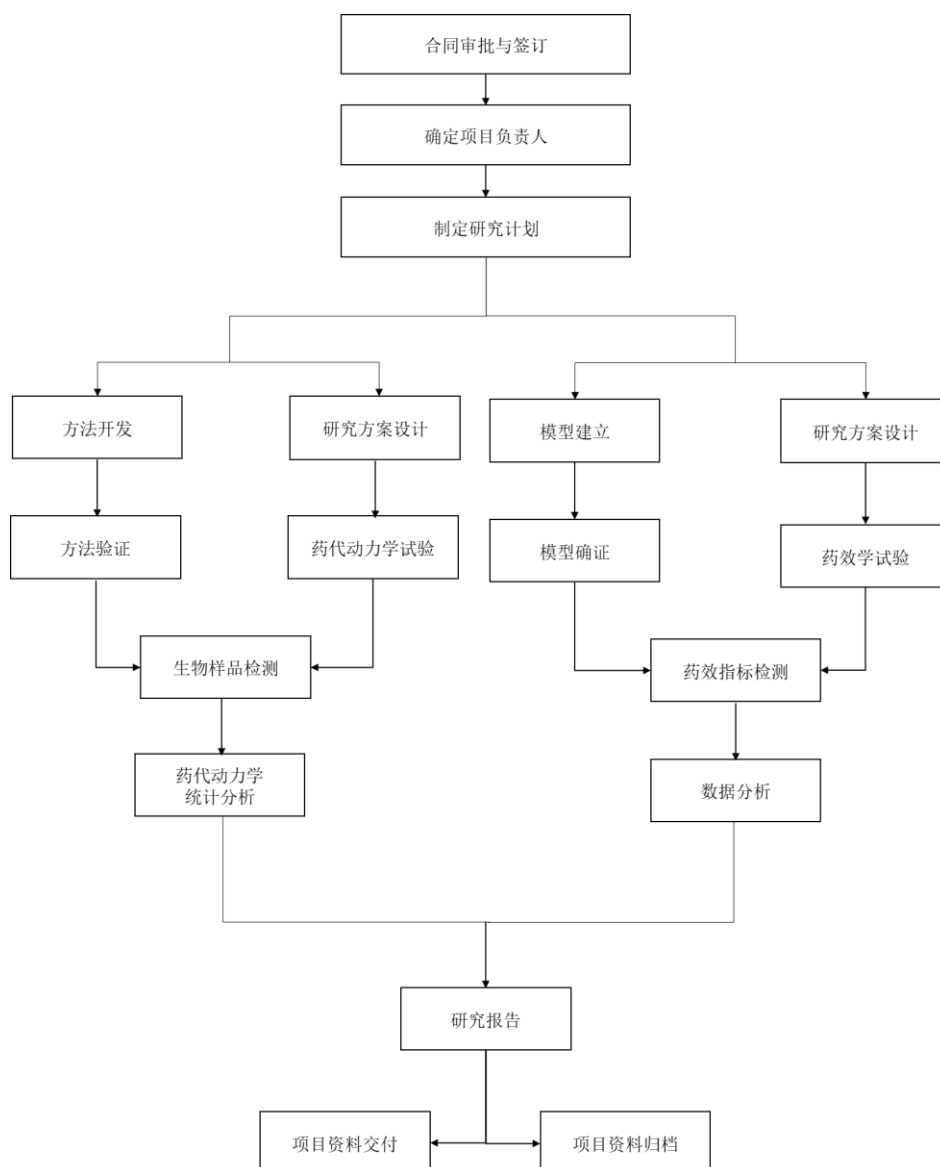 合同审批与签订
确定项目负责人
制定研究计划
方法开发
研究方案设计
模型建立
研究方案设计
方法验证
药代动力学试验
模型确证
药效学试验
生物样品检测
药效指标检测
药代动力学
统计分析
数据分析
研究报告
项目资料交付
项目资料归档